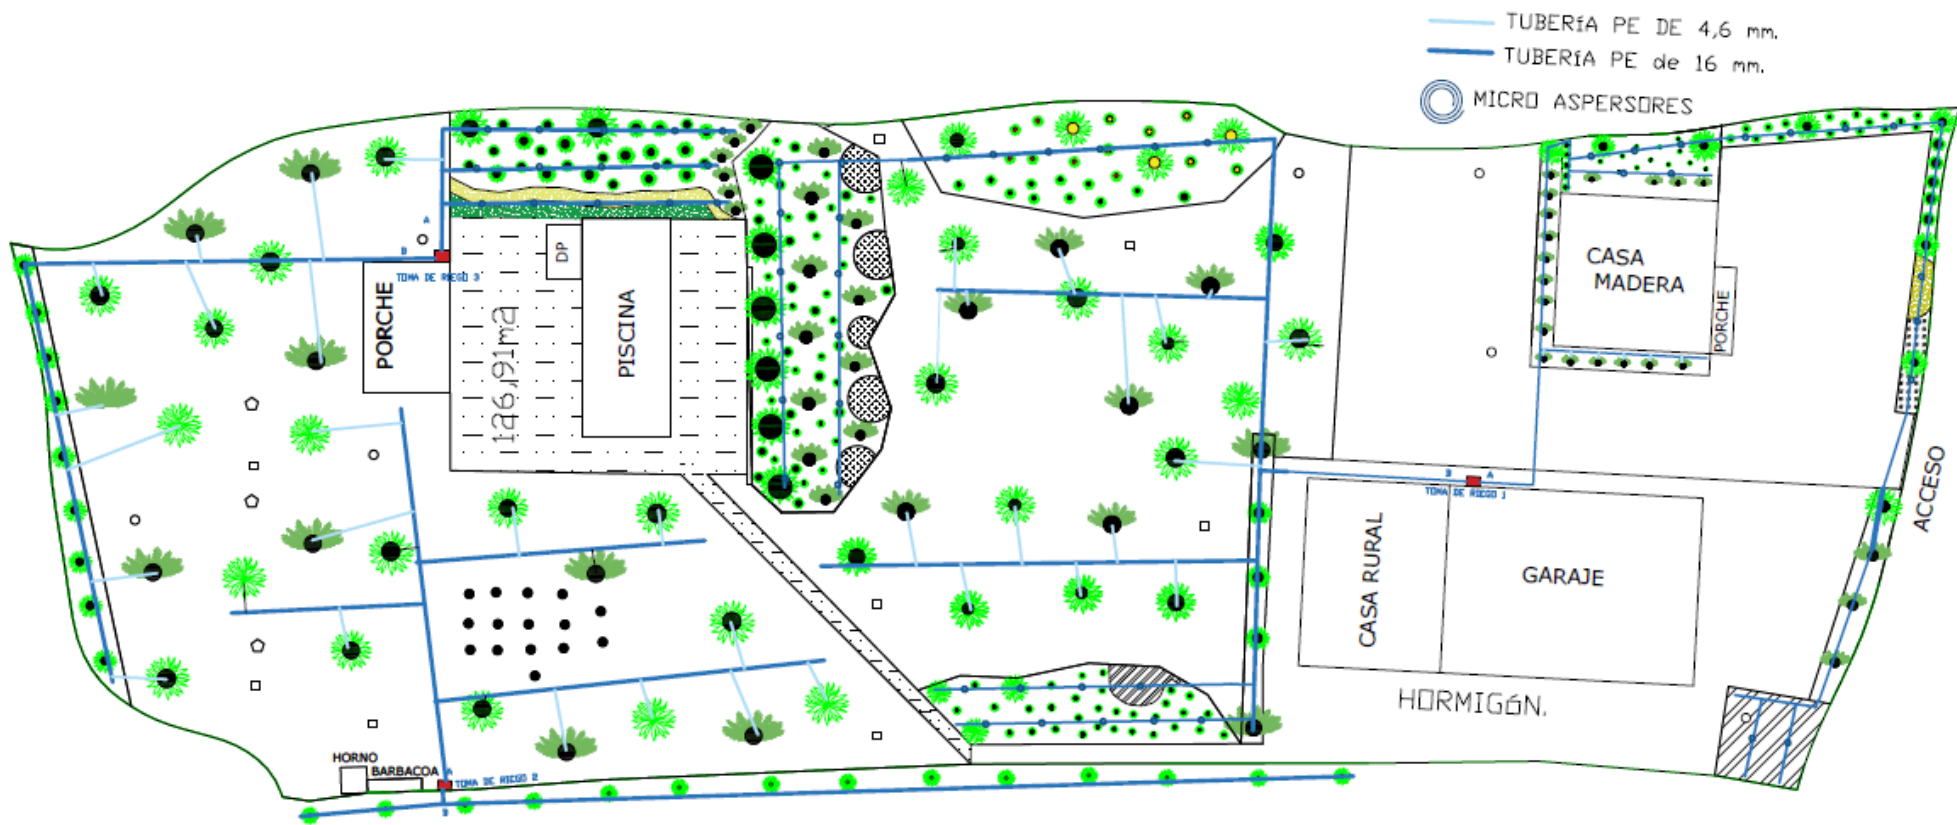 TUBERíA PE DE 4,6 mm.
TUBERíA PE de 16 mm.
MICRO ASPERSORES
A
B
TOMA DE RIEGO 3
PORCHE
126,91m2
DP
PISCINA
CASA
MADERA
PORCHE
B
A
TOMA DE RIEGO 1
ACCESO
CASA RURAL
GARAJE
HORMIGóN.
HORNO
BARBACOA
A
TOMA DE RIEGO 2
B